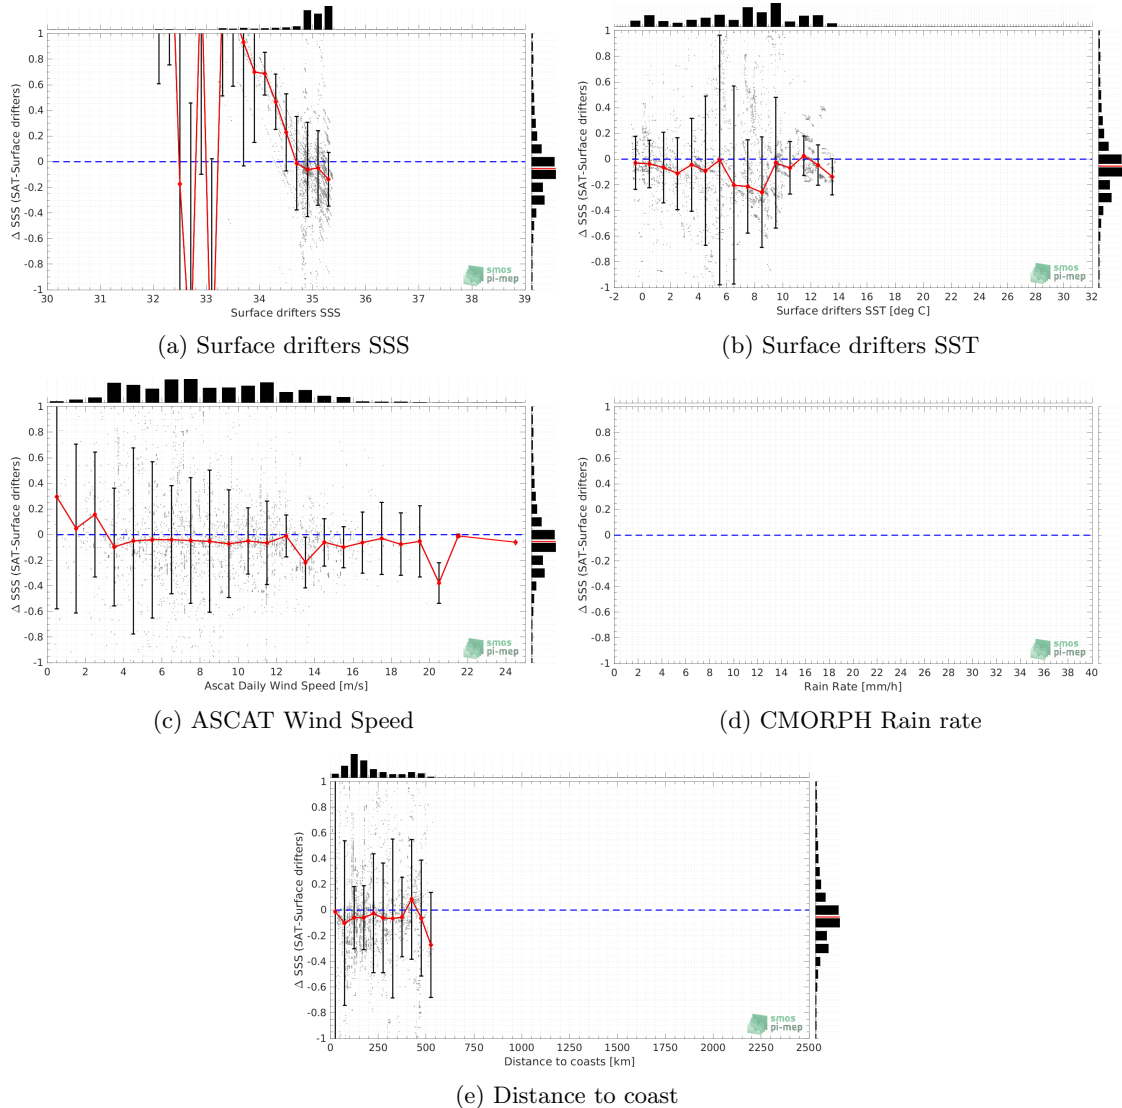 Δ SSS (SAT-Surface drifters)
1
0.8
0.6
0.4
0.2
0
-0.2
-0.4
-0.6
-0.8
-1
30 31 32 33 34 35 36 37 38 39
Surface drifters SSS
smos
pi-mep
(a) Surface drifters SSS
Δ SSS (SAT-Surface drifters)
1
0.8
0.6
0.4
0.2
0
-0.2
-0.4
-0.6
-0.8
-1
-2 0 2 4 6 8 10 12 14 16 18 20 22 24 26 28 30 32
Surface drifters SST [deg C]
smos
pi-mep
(b) Surface drifters SST
Δ SSS (SAT-Surface drifters)
1
0.8
0.6
0.4
0.2
0
-0.2
-0.4
-0.6
-0.8
-1
0 2 4 6 8 10 12 14 16 18 20 22 24
Ascat Daily Wind Speed [m/s]
smos
pi-mep
(c) ASCAT Wind Speed
Δ SSS (SAT-Surface drifters)
1
0.8
0.6
0.4
0.2
0
-0.2
-0.4
-0.6
-0.8
-1
0 2 4 6 8 10 12 14 16 18 20 22 24 26 28 30 32 34 36 38 40
Rain Rate [mm/h]
smos
pi-mep
(d) CMORPH Rain rate
Δ SSS (SAT-Surface drifters)
1
0.8
0.6
0.4
0.2
0
-0.2
-0.4
-0.6
-0.8
-1
0 250 500 750 1000 1250 1500 1750 2000 2250 2500
Distance to coasts [km]
smos
pi-mep
(e) Distance to coast